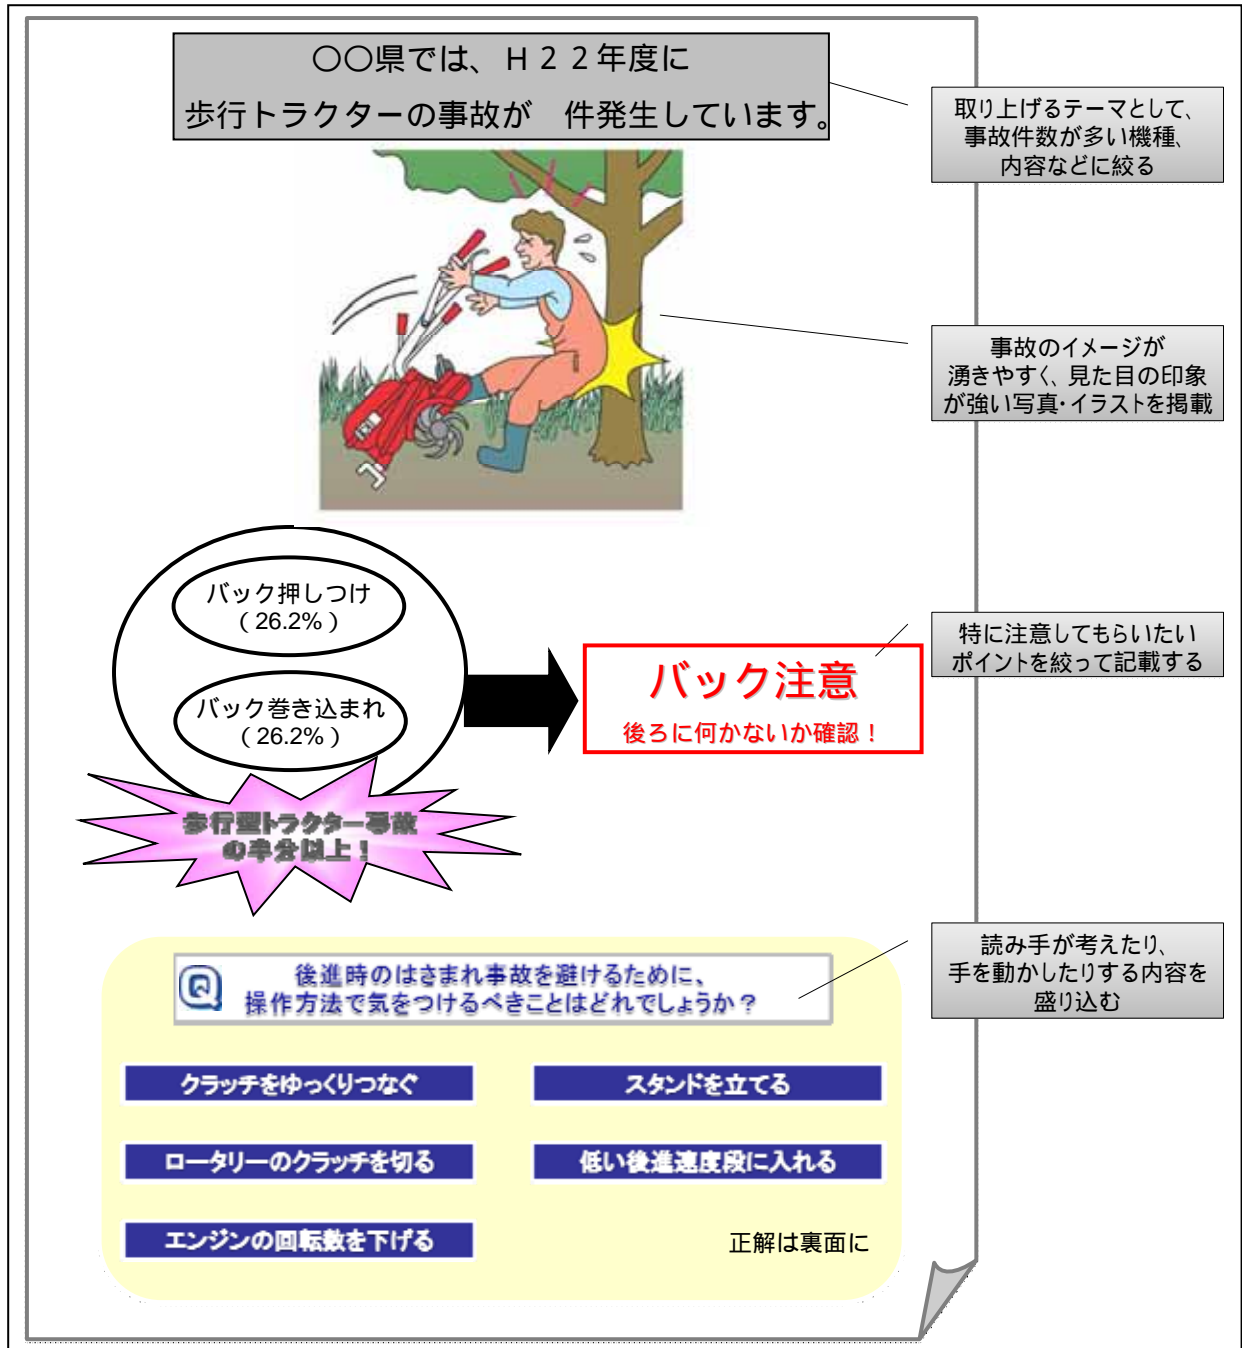 〇〇県では、Ｈ２２年度に
歩行トラクターの事故が　件発生しています。
取り上げるテーマとして、
事故件数が多い機種、
内容などに絞る
事故のイメージが
湧きやすく、見た目の印象
が強い写真・イラストを掲載
バック押しつけ
（26.2%）
バック巻き込まれ
（26.2%）
歩行型トラクター事故
の半分以上！
バック注意
後ろに何かないか確認！
特に注意してもらいたい
ポイントを絞って記載する
Q
後進時のはさまれ事故を避けるために、
操作方法で気をつけるべきことはどれでしょうか？
読み手が考えたり、
手を動かしたりする内容を
盛り込む
クラッチをゆっくりつなぐ
スタンドを立てる
ロータリーのクラッチを切る
低い後進速度段に入れる
エンジンの回転数を下げる
正解は裏面に